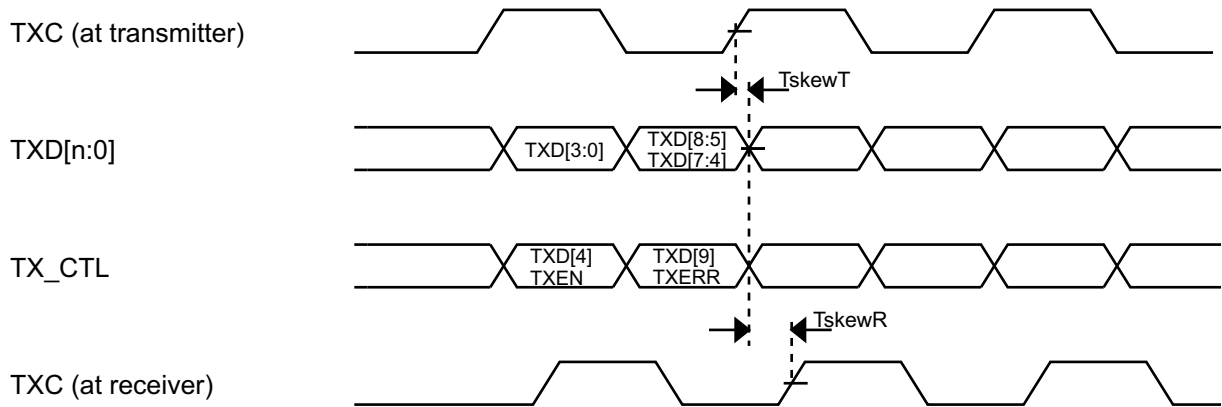 TXC (at transmitter)
TskewT
TXD[n:0]
TXD[3:0]
TXD[8:5]
TXD[7:4]
TX_CTL
TXD[4]
TXEN
TXD[9]
TXERR
TskewR
TXC (at receiver)